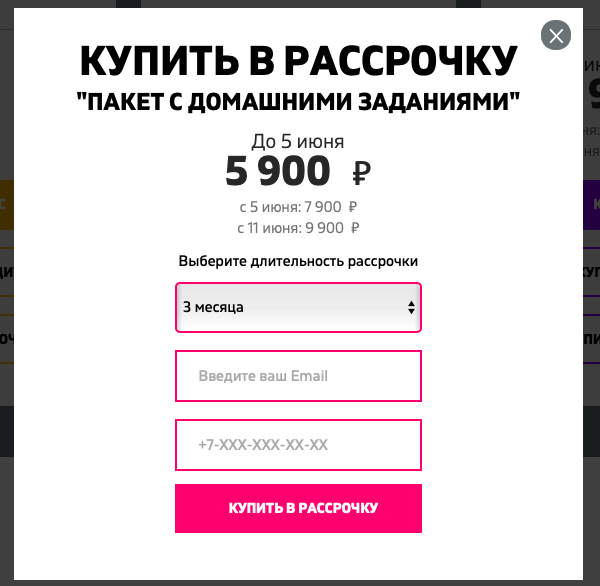 КУПИТЬ В РАССРОЧКУ
"ПАКЕТ С ДОМАШНИМИ ЗАДАНИЯМИ"
До 5 июня
5 900 ₽
с 5 июня: 7 900 ₽
с 11 июня: 9 900 ₽
Выберите длительность рассрочки
3 месяца
Введите ваш Email
+7-XXX-XXX-XX-XX
КУПИТЬ В РАССРОЧКУ